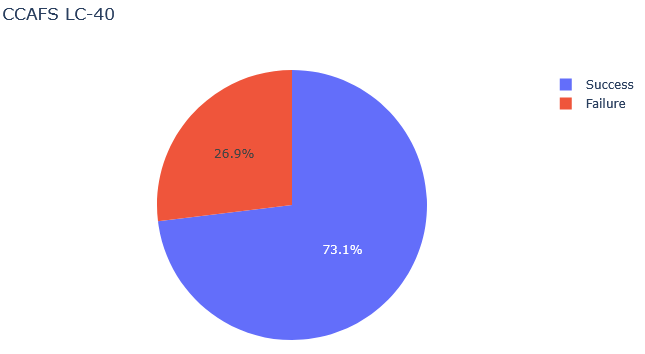 CCAFS LC-40
Success
Failure
26.9%
73.1%